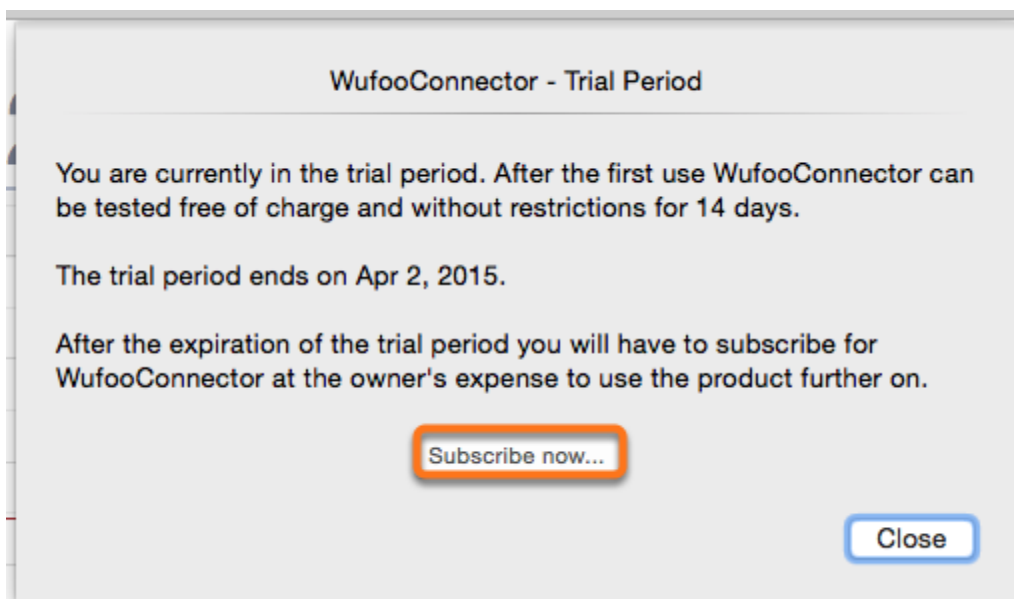 WufooConnector - Trial Period
You are currently in the trial period. After the first use WufooConnector can
be tested free of charge and without restrictions for 14 days.
The trial period ends on Apr 2, 2015.
After the expiration of the trial period you will have to subscribe for
WufooConnector at the owner's expense to use the product further on.
Subscribe now...
Close